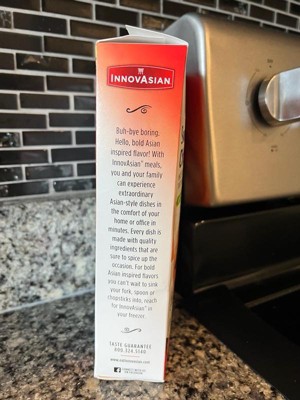 INNOVASIAN
Buh-bye boring.
Hello, bold Asian
inspired flavor! With
InnovAsian™ meals,
you and your family
can experience
extraordinary
Asian-style dishes in
the comfort of your
home or office in
minutes. Every dish is
made with quality
ingredients that are
sure to spice up the
occasion. For bold
Asian inspired flavors
you can't wait to sink
your fork, spoon or
chopsticks into, reach
for InnovAsian™ in
your freezer.
TASTE GUARANTEE